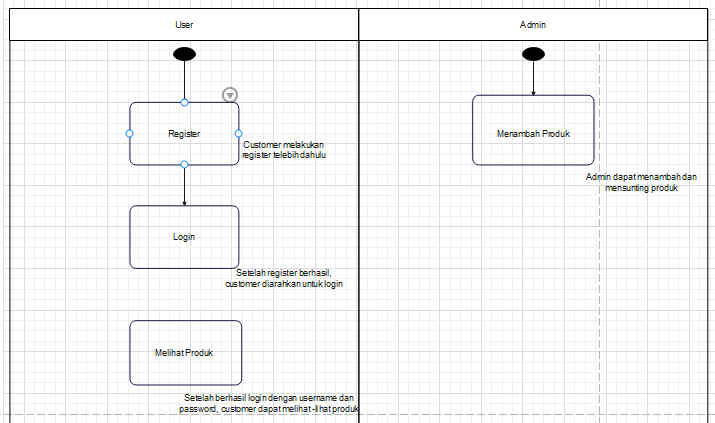 User
Admin
Register
Customer melakukan
register telebih dahulu
Menambah Produk
Admin dapat menambah dan
mensunting produk
Login
Setelah register berhasil,
customer diarahkan untuk login
Melihat Produk
Setelah berhasil login dengan username dan
password, customer dapat melihat-lihat produk